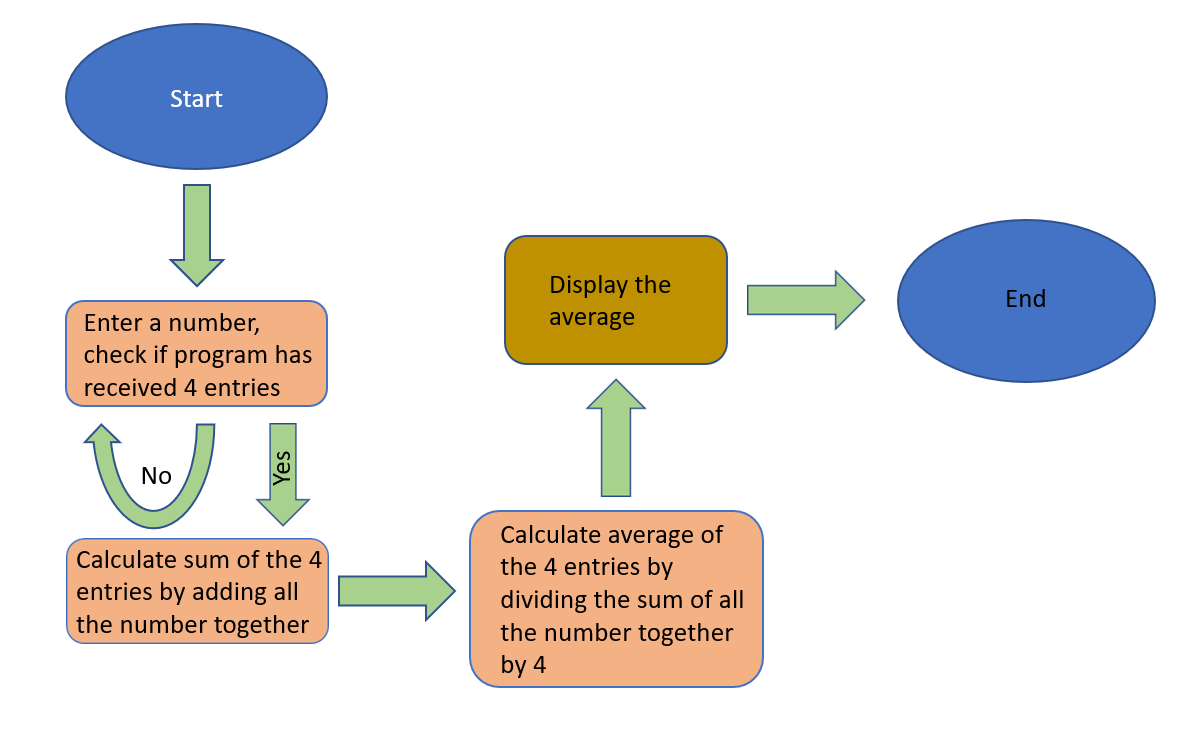 Start
Enter a number,
check if program has
received 4 entries
No
Yes
Calculate sum of the 4
entries by adding all
the number together
Calculate average of
the 4 entries by
dividing the sum of all
the number together
by 4
Display the
average
End